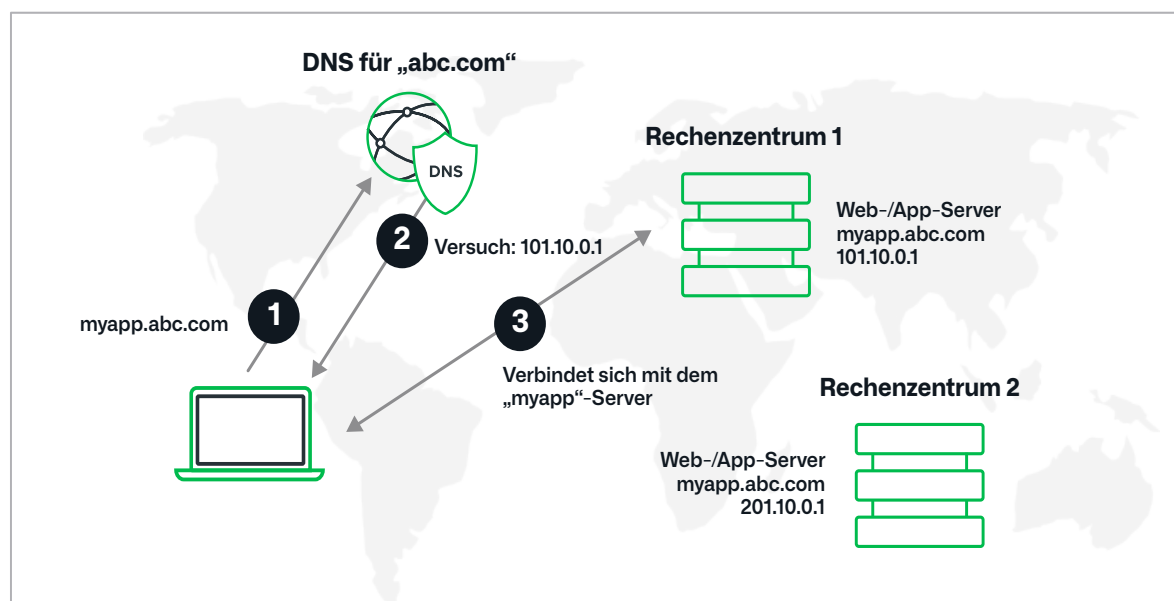 DNS für „abc.com“
DNS
Rechenzentrum 1
Web-/App-Server
myapp.abc.com
101.10.0.1
2
Versuch: 101.10.0.1
1
myapp.abc.com
3
Verbindet sich mit dem
„myapp“-Server
Rechenzentrum 2
Web-/App-Server
myapp.abc.com
201.10.0.1